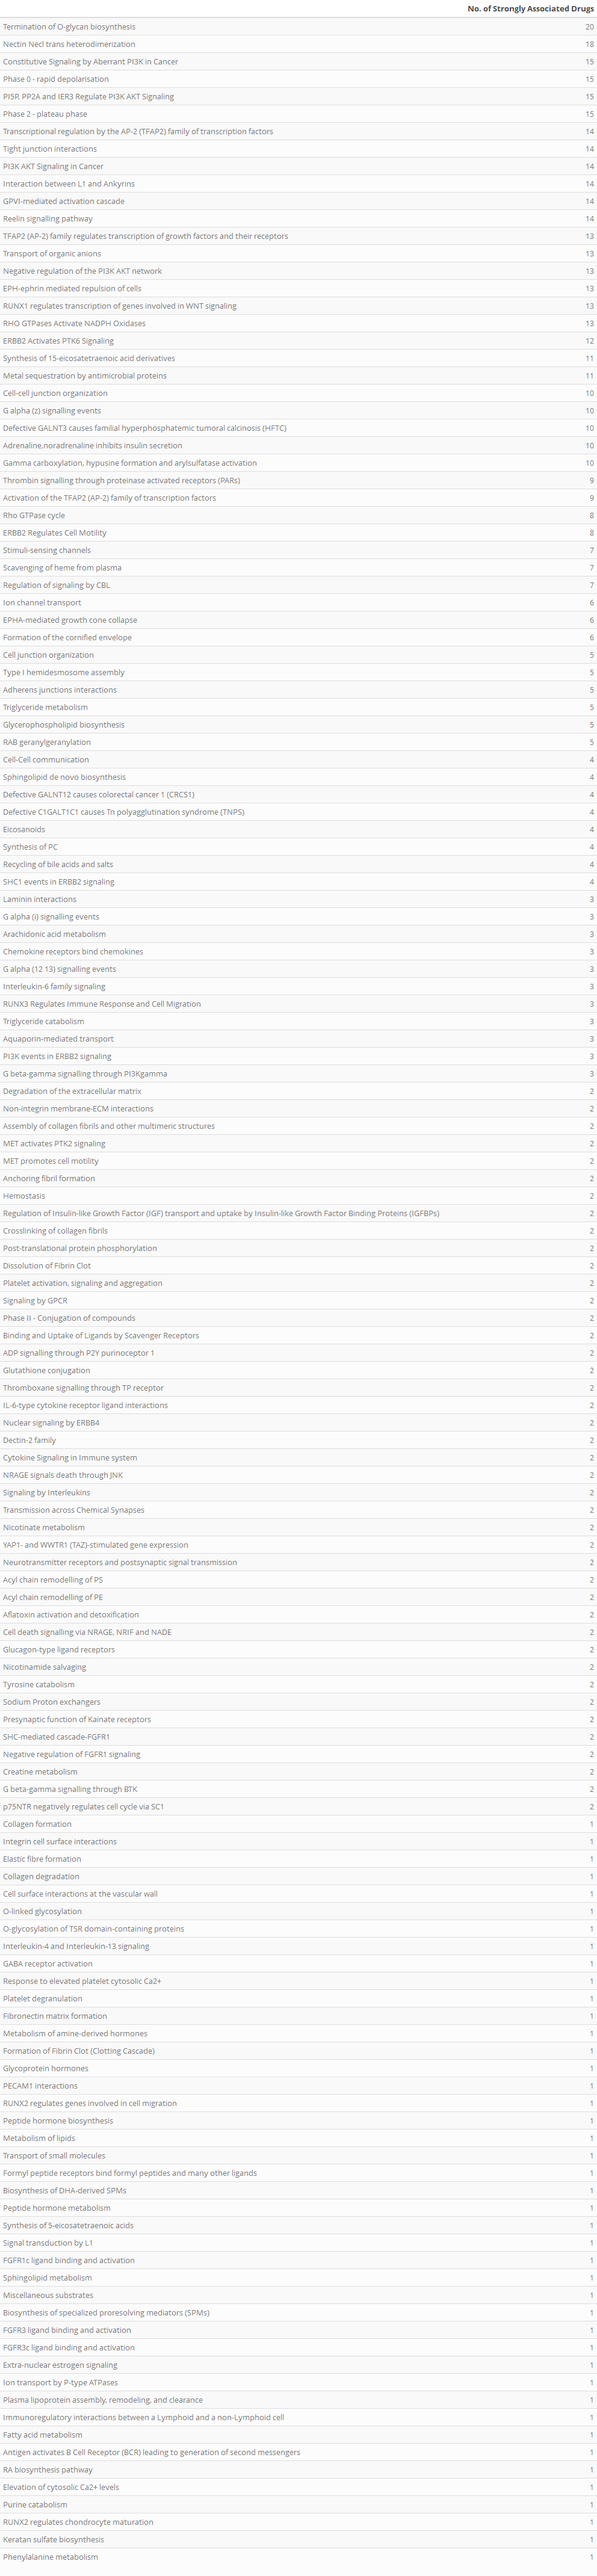 No. of Strongly Associated Drugs
Termination of O-glycan biosynthesis 20
Nectin Necl trans heterodimerization 18
Constitutive Signaling by Aberrant PI3K in Cancer 15
Phase 0 - rapid depolarisation 15
PI5P, PP2A and IER3 Regulate PI3K AKT Signaling 15
Phase 2 - plateau phase 15
Transcriptional regulation by the AP-2 (TFAP2) family of transcription factors 14
Tight junction interactions 14
PI3K AKT Signaling in Cancer 14
Interaction between L1 and Ankyrins 14
GPVI-mediated activation cascade 14
Reelin signalling pathway 14
TFAP2 (AP-2) family regulates transcription of growth factors and their receptors 13
Transport of organic anions 13
Negative regulation of the PI3K AKT network 13
EPH-ephrin mediated repulsion of cells 13
RUNX1 regulates transcription of genes involved in WNT signaling 13
RHO GTPases Activate NADPH Oxidases 13
ERBB2 Activates PTK6 Signaling 12
Synthesis of 15-eicosatetraenoic acid derivatives 11
Metal sequestration by antimicrobial proteins 11
Cell-cell junction organization 10
G alpha (z) signalling events 10
Defective GALNT3 causes familial hyperphosphatemic tumoral calcinosis (HFTC) 10
Adrenaline,noradrenaline inhibits insulin secretion 10
Gamma carboxylation, hypusine formation and arylsulfatase activation 10
Thrombin signalling through proteinase activated receptors (PARs) 9
Activation of the TFAP2 (AP-2) family of transcription factors 9
Rho GTPase cycle 8
ERBB2 Regulates Cell Motility 8
Stimuli-sensing channels 7
Scavenging of heme from plasma 7
Regulation of signaling by CBL 7
Ion channel transport 6
EPHA-mediated growth cone collapse 6
Formation of the cornified envelope 6
Cell junction organization 5
Type I hemidesmosome assembly 5
Adherens junctions interactions 5
Triglyceride metabolism 5
Glycerophospholipid biosynthesis 5
RAB geranylgeranylation 5
Cell-Cell communication 4
Sphingolipid de novo biosynthesis 4
Defective GALNT12 causes colorectal cancer 1 (CRCS1) 4
Defective C1GALT1C1 causes Tn polyagglutination syndrome (TNPS) 4
Eicosanoids 4
Synthesis of PC 4
Recycling of bile acids and salts 4
SHC1 events in ERBB2 signaling 4
Laminin interactions 3
G alpha (i) signalling events 3
Arachidonic acid metabolism 3
Chemokine receptors bind chemokines 3
G alpha (12 13) signalling events 3
Interleukin-6 family signaling 3
RUNX3 Regulates Immune Response and Cell Migration 3
Triglyceride catabolism 3
Aquaporin-mediated transport 3
PI3K events in ERBB2 signaling 3
G beta-gamma signalling through PI3Kgamma 3
Degradation of the extracellular matrix 2
Non-integrin membrane-ECM interactions 2
Assembly of collagen fibrils and other multimeric structures 2
MET activates PTK2 signaling 2
MET promotes cell motility 2
Anchoring fibril formation 2
Hemostasis 2
Regulation of Insulin-like Growth Factor (IGF) transport and uptake by Insulin-like Growth Factor Binding Proteins (IGFBPs) 2
Crosslinking of collagen fibrils 2
Post-translational protein phosphorylation 2
Dissolution of Fibrin Clot 2
Platelet activation, signaling and aggregation 2
Signaling by GPCR 2
Phase II - Conjugation of compounds 2
Binding and Uptake of Ligands by Scavenger Receptors 2
ADP signalling through P2Y purinoceptor 1 2
Glutathione conjugation 2
Thromboxane signalling through TP receptor 2
IL-6-type cytokine receptor ligand interactions 2
Nuclear signaling by ERBB4 2
Dectin-2 family 2
Cytokine Signaling in Immune system 2
NRAGE signals death through JNK 2
Signaling by Interleukins 2
Transmission across Chemical Synapses 2
Nicotinate metabolism 2
YAP1- and WWTR1 (TAZ)-stimulated gene expression 2
Neurotransmitter receptors and postsynaptic signal transmission 2
Acyl chain remodelling of PS 2
Acyl chain remodelling of PE 2
Aflatoxin activation and detoxification 2
Cell death signalling via NRAGE, NRIF and NADE 2
Glucagon-type ligand receptors 2
Nicotinamide salvaging 2
Tyrosine catabolism 2
Sodium Proton exchangers 2
Presynaptic function of Kainate receptors 2
SHC-mediated cascade-FGFR1 2
Negative regulation of FGFR1 signaling 2
Creatine metabolism 2
G beta-gamma signalling through BTK 2
p75NTR negatively regulates cell cycle via SC1 2
Collagen formation 1
Integrin cell surface interactions 1
Elastic fibre formation 1
Collagen degradation 1
Cell surface interactions at the vascular wall 1
O-linked glycosylation 1
O-glycosylation of TSR domain-containing proteins 1
Interleukin-4 and Interleukin-13 signaling 1
GABA receptor activation 1
Response to elevated platelet cytosolic Ca2+ 1
Platelet degranulation 1
Fibronectin matrix formation 1
Metabolism of amine-derived hormones 1
Formation of Fibrin Clot (Clotting Cascade) 1
Glycoprotein hormones 1
PECAM1 interactions 1
RUNX2 regulates genes involved in cell migration 1
Peptide hormone biosynthesis 1
Metabolism of lipids 1
Transport of small molecules 1
Formyl peptide receptors bind formyl peptides and many other ligands 1
Biosynthesis of DHA-derived SPMs 1
Peptide hormone metabolism 1
Synthesis of 5-eicosatetraenoic acids 1
Signal transduction by L1 1
FGFR1c ligand binding and activation 1
Sphingolipid metabolism 1
Miscellaneous substrates 1
Biosynthesis of specialized proresolving mediators (SPMs) 1
FGFR3 ligand binding and activation 1
FGFR3c ligand binding and activation 1
Extra-nuclear estrogen signaling 1
Ion transport by P-type ATPases 1
Plasma lipoprotein assembly, remodeling, and clearance 1
Immunoregulatory interactions between a Lymphoid and a non-Lymphoid cell 1
Fatty acid metabolism 1
Antigen activates B Cell Receptor (BCR) leading to generation of second messengers 1
RA biosynthesis pathway 1
Elevation of cytosolic Ca2+ levels 1
Purine catabolism 1
RUNX2 regulates chondrocyte maturation 1
Keratan sulfate biosynthesis 1
Phenylalanine metabolism 1